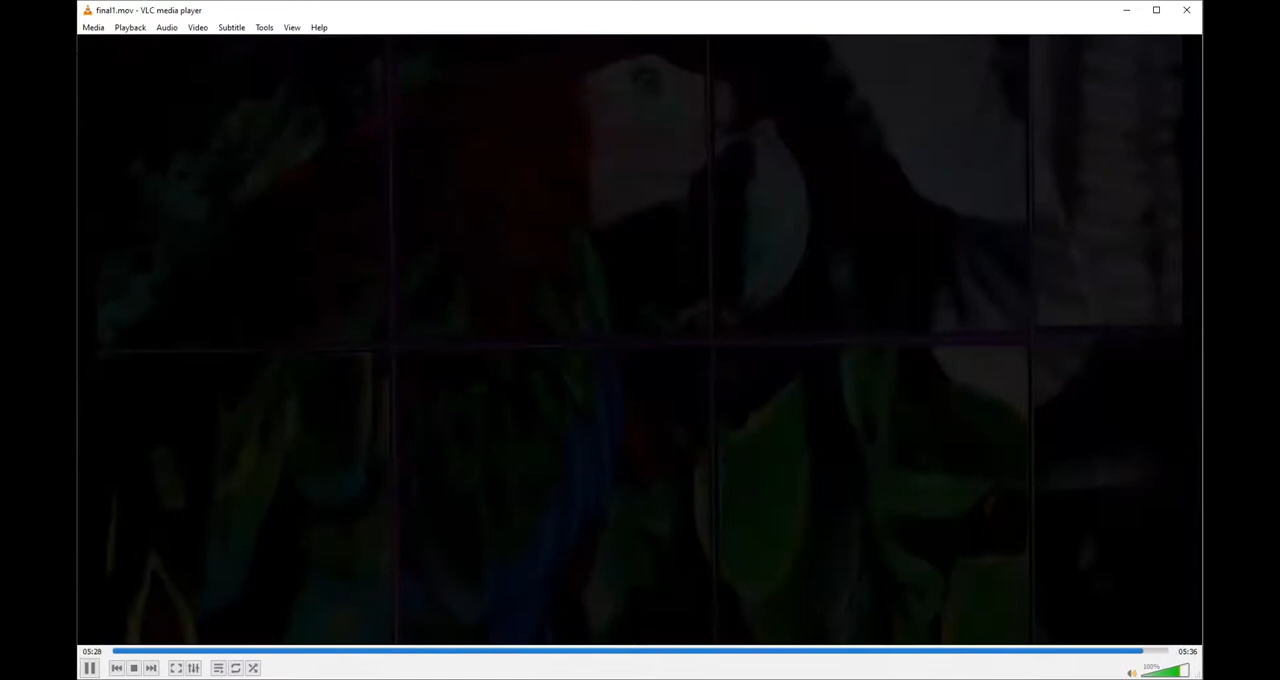 final1.mov - VLC media player
Media Playback Audio Video Subtitle Tools View Help
05:28 05:36
100%